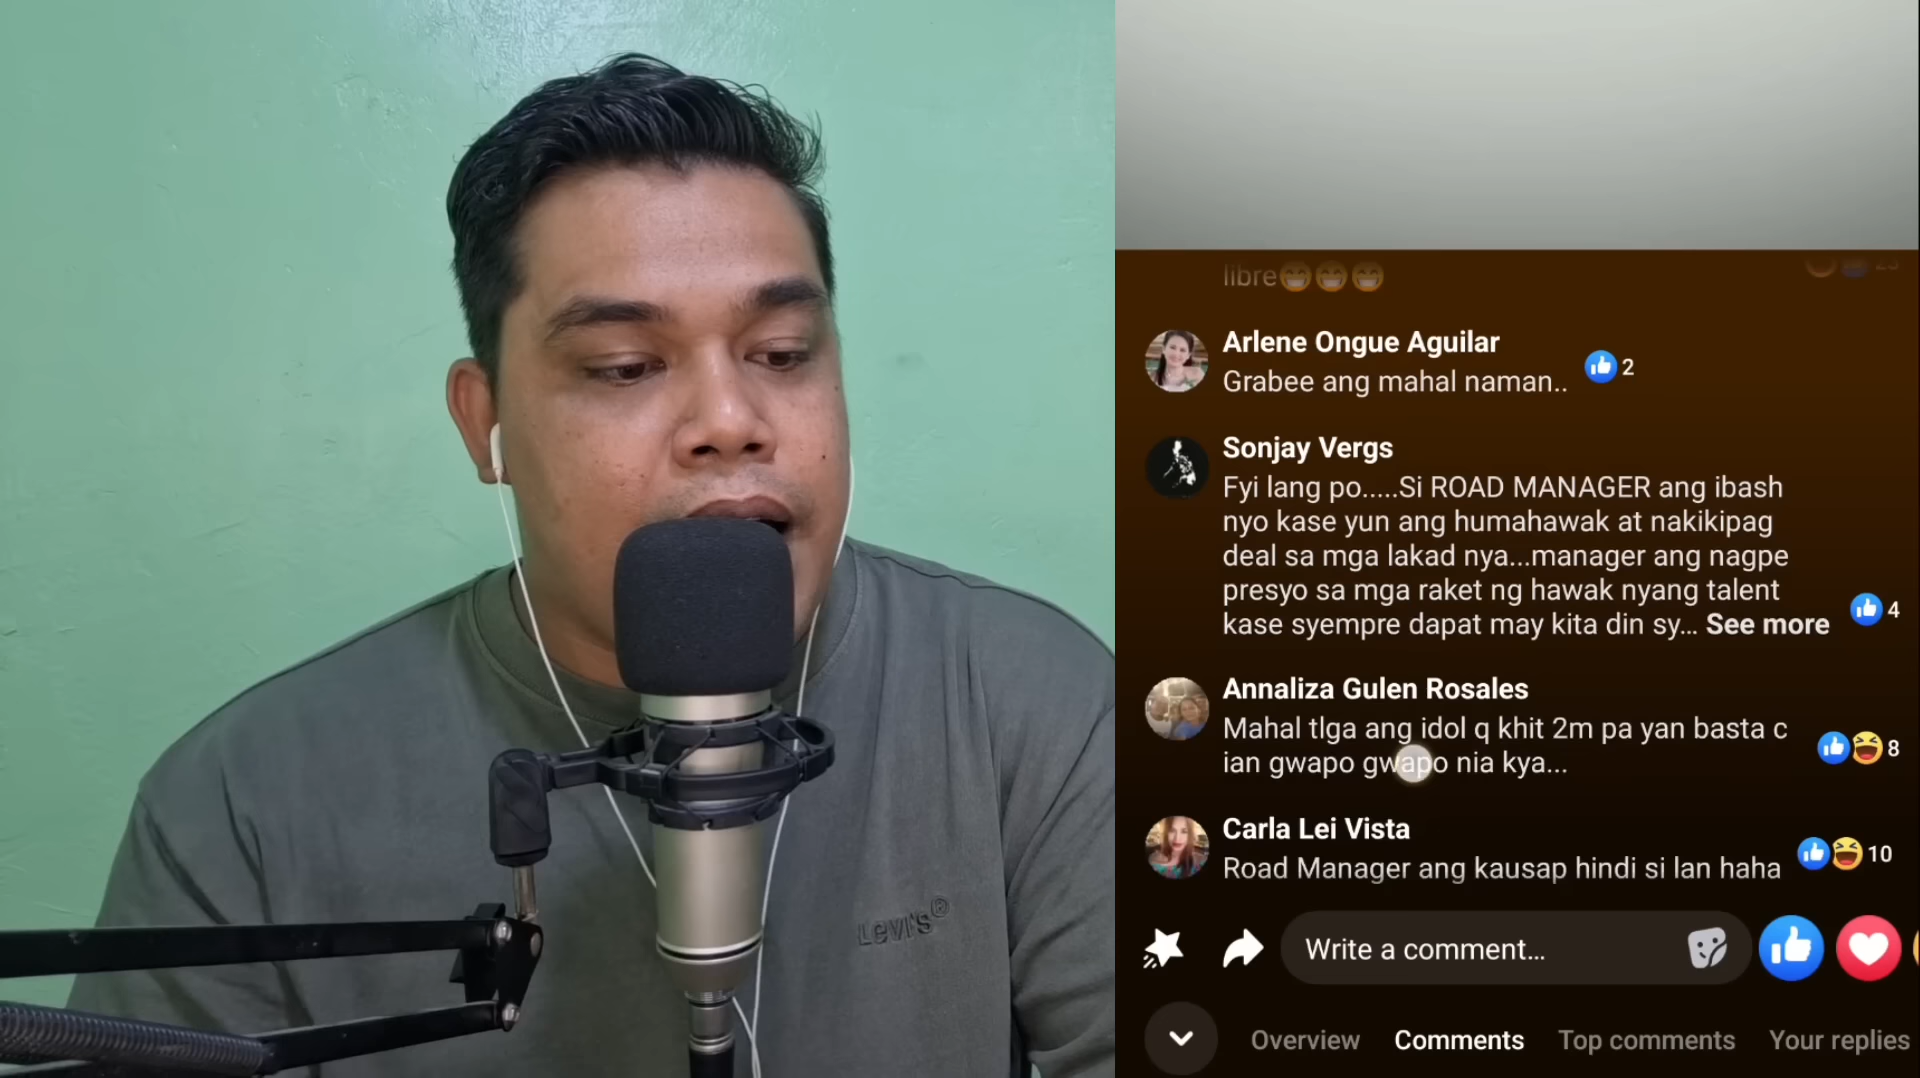 libre😁😁😁
23
Arlene Ongue Aguilar
Grabee ang mahal naman..
2
Sonjay Vergs
Fyi lang po.....Si ROAD MANAGER ang ibash
nyo kase yun ang humahawak at nakikipag
deal sa mga lakad nya...manager ang nagpe
presyo sa mga raket ng hawak nyang talent
kase syempre dapat may kita din sy... See more
4
Annaliza Gulen Rosales
Mahal tlga ang idol q khit 2m pa yan basta c
ian gwapo gwapo nia kya...
8
Carla Lei Vista
Road Manager ang kausap hindi si Ian haha
10
Write a comment...
Overview Comments Top comments Your replies
Levi's®